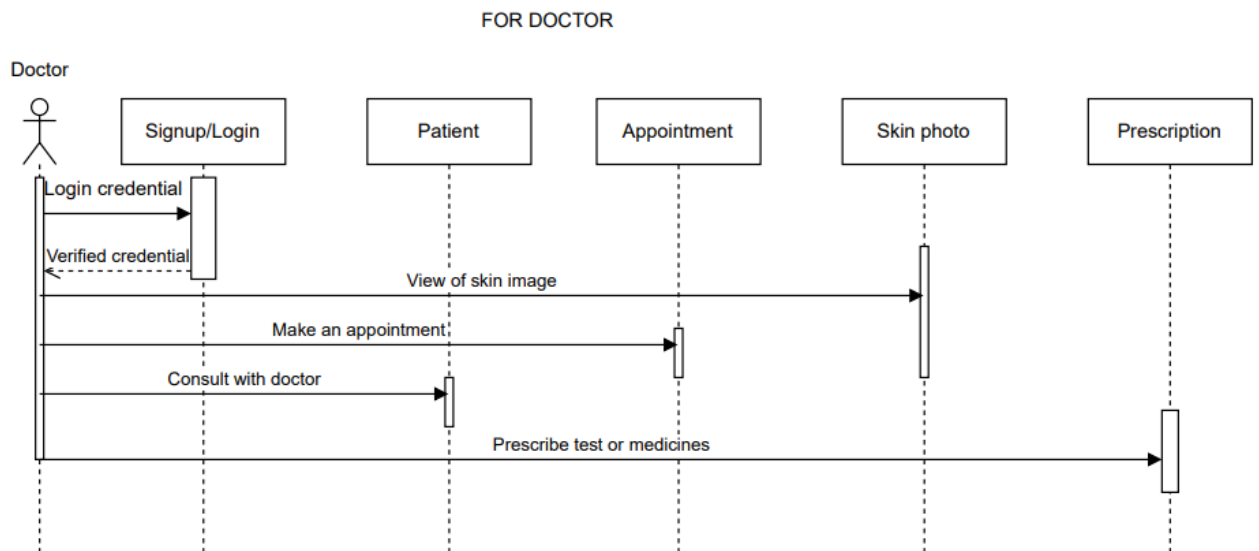 FOR DOCTOR
Doctor
Signup/Login
Patient
Appointment
Skin photo
Prescription
Login credential
Verified credential
View of skin image
Make an appointment
Consult with doctor
Prescribe test or medicines